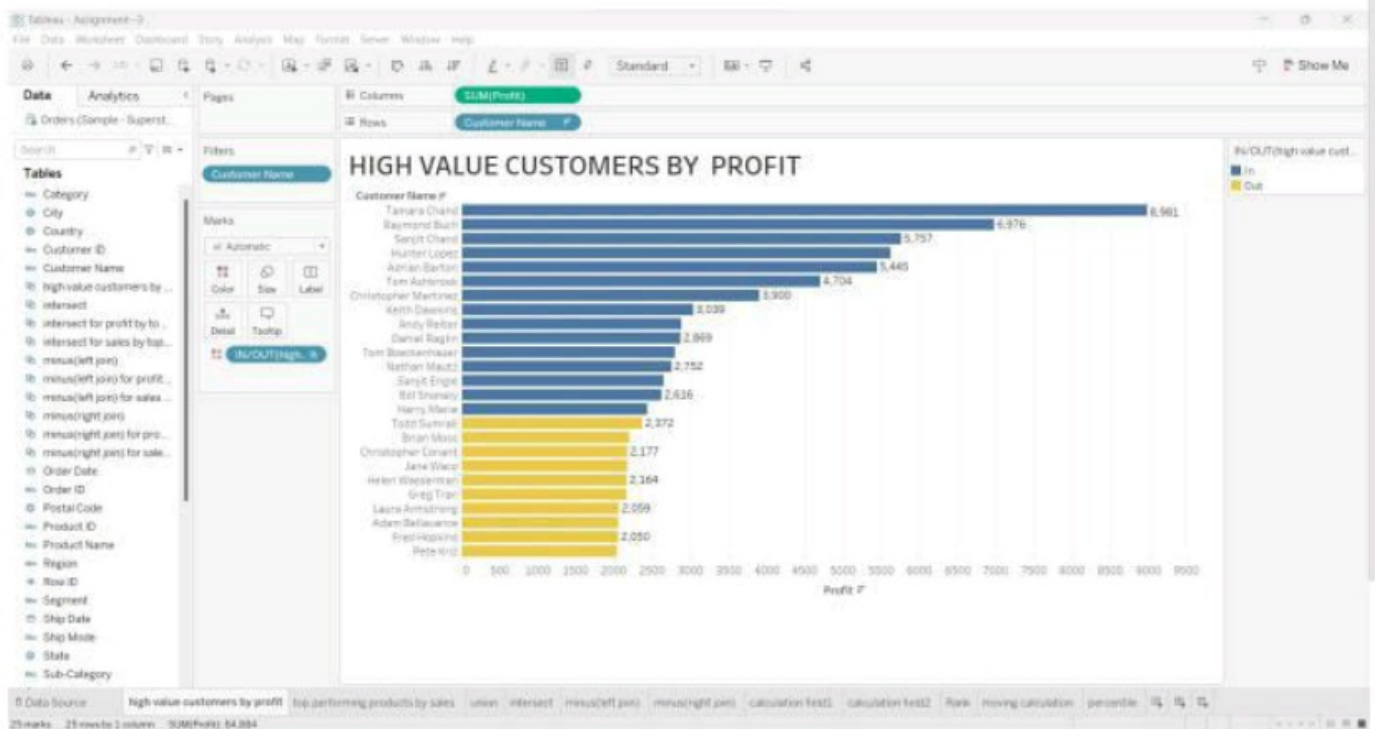 Tableau - Assignment-3
File Data Worksheet Dashboard Story Analysis Map Format Server Window Help
Standard
Show Me
Data Analytics
Orders (Sample - Superst...
Search
Tables
Category
City
Country
Customer ID
Customer Name
high value customers by ...
intersect
intersect for profit by to...
intersect for sales by top...
minus(left join)
minus(left join) for profit...
minus(left join) for sales ...
minus(right join)
minus(right join) for pro...
minus(right join) for sale...
Order Date
Order ID
Postal Code
Product ID
Product Name
Region
Row ID
Segment
Ship Date
Ship Mode
State
Sub-Category
Pages
Filters
Customer Name
Marks
Automatic
Color Size Label
Detail Tooltip
IN/OUT(high..
Columns SUM(Profit)
Rows Customer Name
HIGH VALUE CUSTOMERS BY PROFIT
Customer Name
Tamara Chand 8,981
Raymond Buch 6,976
Sanjit Chand 5,757
Hunter Lopez
Adrian Barton 5,445
Tom Ashbrook 4,704
Christopher Martinez 3,900
Keith Dawkins 3,039
Andy Reiter
Daniel Raglin 2,869
Tom Boeckenhauer
Nathan Mautz 2,752
Sanjit Engle
Bill Shonely 2,616
Harry Marie
Todd Sumrall 2,372
Brian Moss
Christopher Conant 2,177
Jane Waco
Helen Wasserman 2,164
Greg Tran
Laura Armstrong 2,059
Adam Bellavance
Fred Hopkins 2,050
Pete Kriz
0 500 1000 1500 2000 2500 3000 3500 4000 4500 5000 5500 6000 6500 7000 7500 8000 8500 9000 9500
Profit
IN/OUT(high value cust...
In
Out
Data Source high value customers by profit top performing products by sales union intersect minus(left join) minus(right join) calculation field1 calculation field2 Rank moving calculation percentile
25 marks 25 rows by 1 column SUM(Profit): 84,884